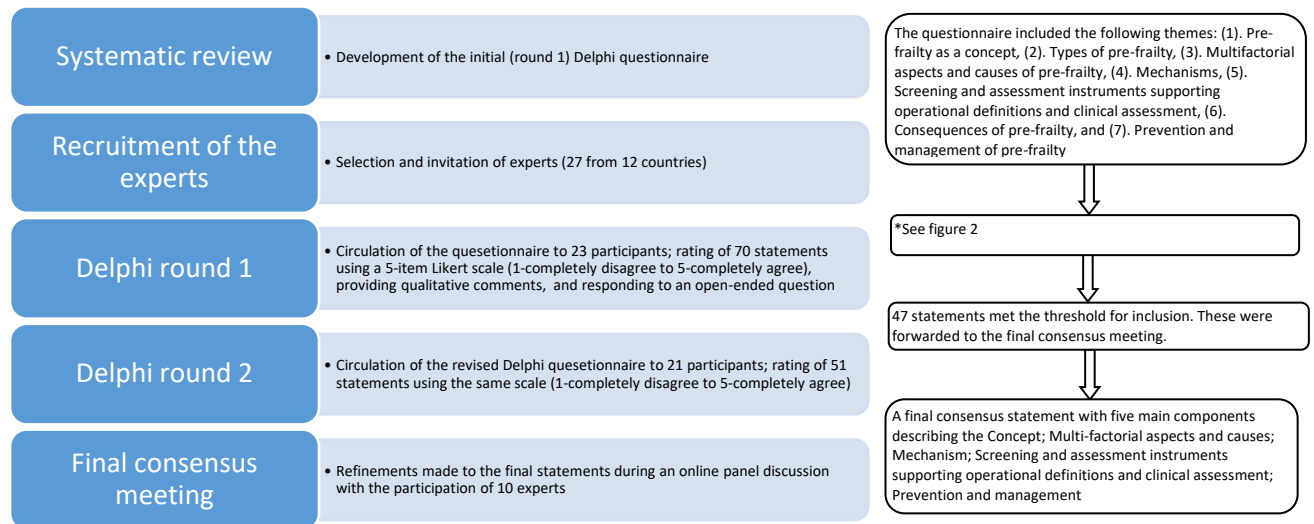 Systematic review
• Development of the initial (round 1) Delphi questionnaire
Recruitment of the
experts
• Selection and invitation of experts (27 from 12 countries)
Delphi round 1
• Circulation of the quesetionnaire to 23 participants; rating of 70 statements
using a 5-item Likert scale (1-completely disagree to 5-completely agree),
providing qualitative comments, and responding to an open-ended question
Delphi round 2
• Circulation of the revised Delphi quesetionnaire to 21 participants; rating of 51
statements using the same scale (1-completely disagree to 5-completely agree)
Final consensus
meeting
• Refinements made to the final statements during an online panel discussion
with the participation of 10 experts
The questionnaire included the following themes: (1). Pre-
frailty as a concept, (2). Types of pre-frailty, (3). Multifactorial
aspects and causes of pre-frailty, (4). Mechanisms, (5).
Screening and assessment instruments supporting
operational definitions and clinical assessment, (6).
Consequences of pre-frailty, and (7). Prevention and
management of pre-frailty
*See figure 2
47 statements met the threshold for inclusion. These were
forwarded to the final consensus meeting.
A final consensus statement with five main components
describing the Concept; Multi-factorial aspects and causes;
Mechanism; Screening and assessment instruments
supporting operational definitions and clinical assessment;
Prevention and management